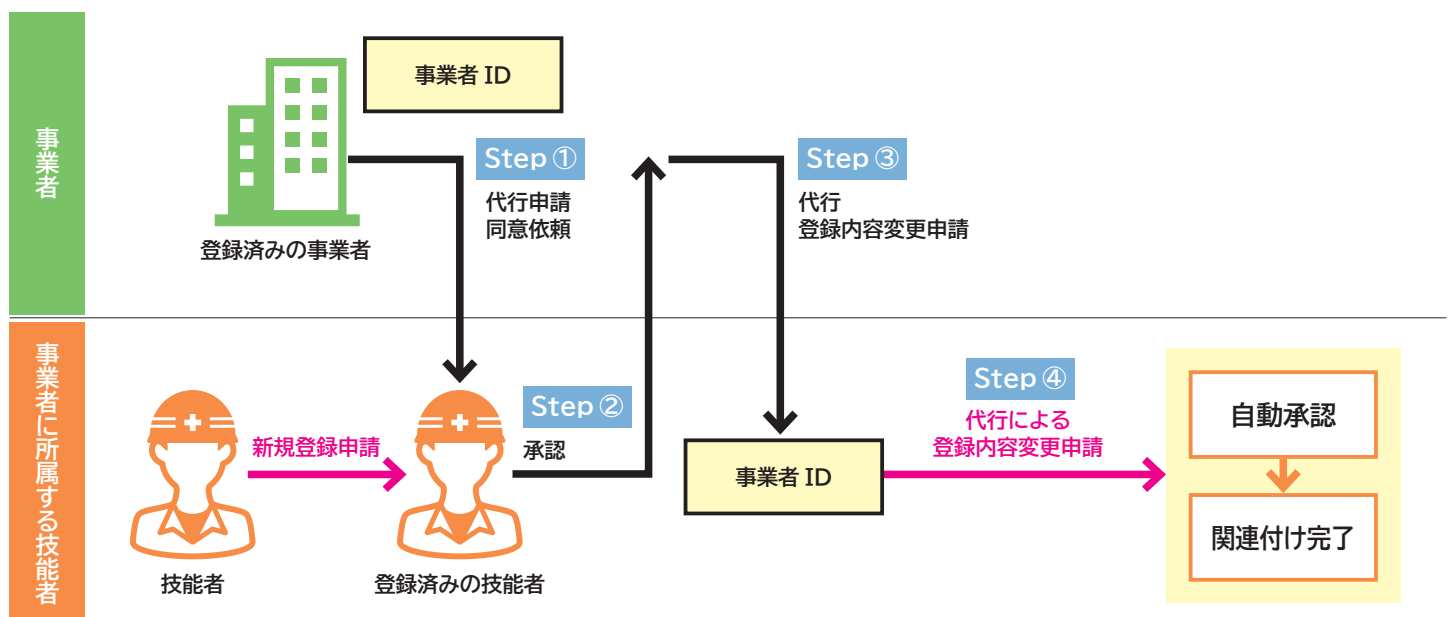 事業者
事業者 ID
登録済みの事業者
Step ①
代行申請
同意依頼
Step ③
代行
登録内容変更申請
事業者に所属する技能者
技能者
新規登録申請
登録済みの技能者
Step ②
承認
事業者 ID
Step ④
代行による
登録内容変更申請
自動承認
関連付け完了